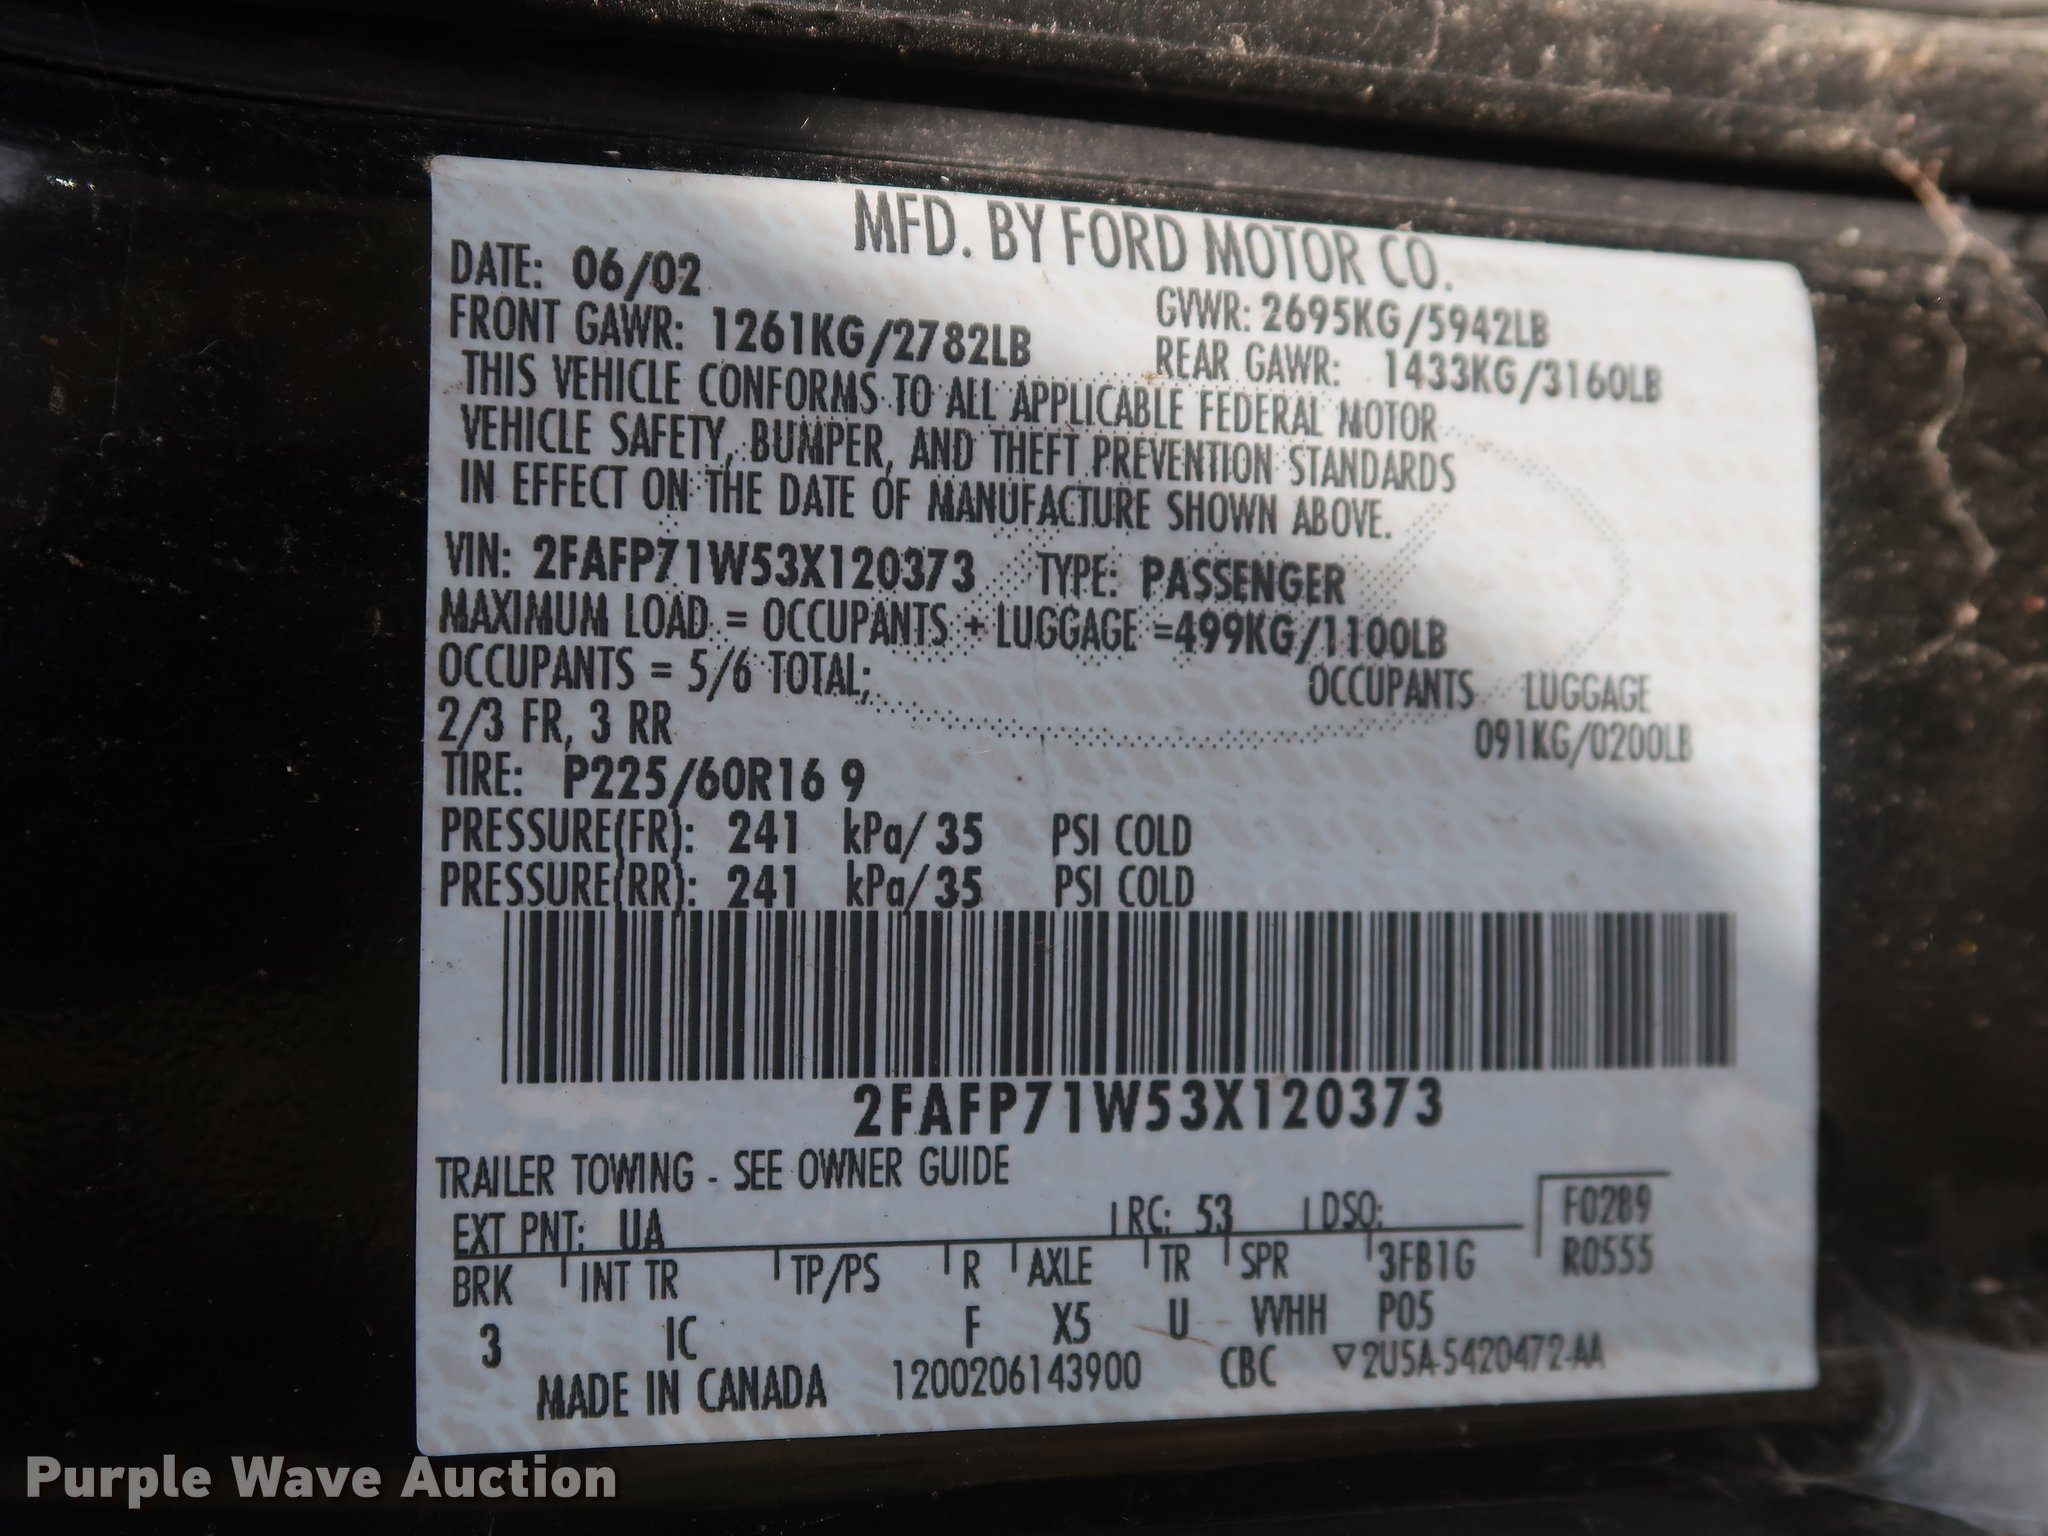 MFD. BY FORD MOTOR CO.
DATE: 06/02
GVWR: 2695KG/5942LB
FRONT GAWR: 1261KG/2782LB
REAR GAWR: 1433KG/3160LB
THIS VEHICLE CONFORMS TO ALL APPLICABLE FEDERAL MOTOR
VEHICLE SAFETY, BUMPER, AND THEFT PREVENTION STANDARDS
IN EFFECT ON THE DATE OF MANUFACTURE SHOWN ABOVE.
VIN: 2FAFP71W53X120373 TYPE: PASSENGER
MAXIMUM LOAD = OCCUPANTS + LUGGAGE =499KG/1100LB
OCCUPANTS = 5/6 TOTAL; OCCUPANTS LUGGAGE
2/3 FR, 3 RR 091KG/0200LB
TIRE: P225/60R16 9
PRESSURE(FR): 241 kPa/ 35 PSI COLD
PRESSURE(RR): 241 kPa/ 35 PSI COLD
2FAFP71W53X120373
TRAILER TOWING - SEE OWNER GUIDE
EXT PNT: UA RC: 53 DSO: F0289
BRK INT TR TP/PS R AXLE TR SPR 3FB1G R0555
3 IC F X5 U VVHH P05
MADE IN CANADA 1200206143900 CBC ▽2U5A-5420472-AA
Purple Wave Auction